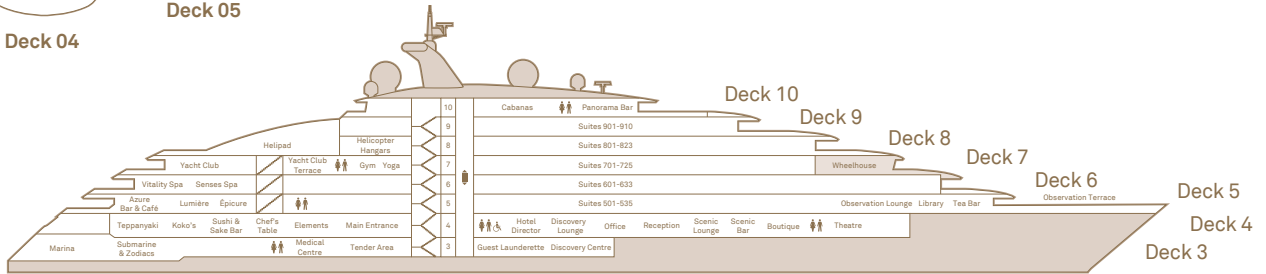 Deck 05
Deck 04
Deck 10
10 Cabanas Panorama Bar
Deck 9
9 Suites 901-910
Deck 8
Helipad Helicopter Hangers 8 Suites 801-823
Deck 7
Yacht Club Yacht Club Terrace Gym Yoga 7 Suites 701-725 Wheelhouse
Deck 6
Vitality Spa Senses Spa 6 Suites 601-633
Deck 5
Azure Bar & Café Lumière Épicure 5 Suites 501-535 Observation Lounge Library Tea Bar Observation Terrace
Deck 4
Teppanyaki Koko's Sushi & Sake Bar Chef's Table Elements Main Entrance 4 Hotel Director Discovery Lounge Office Reception Scenic Lounge Scenic Bar Boutique Theatre
Deck 3
Marina Submarine & Zodiacs Medical Centre Tender Area 3 Guest Launderette Discovery Centre